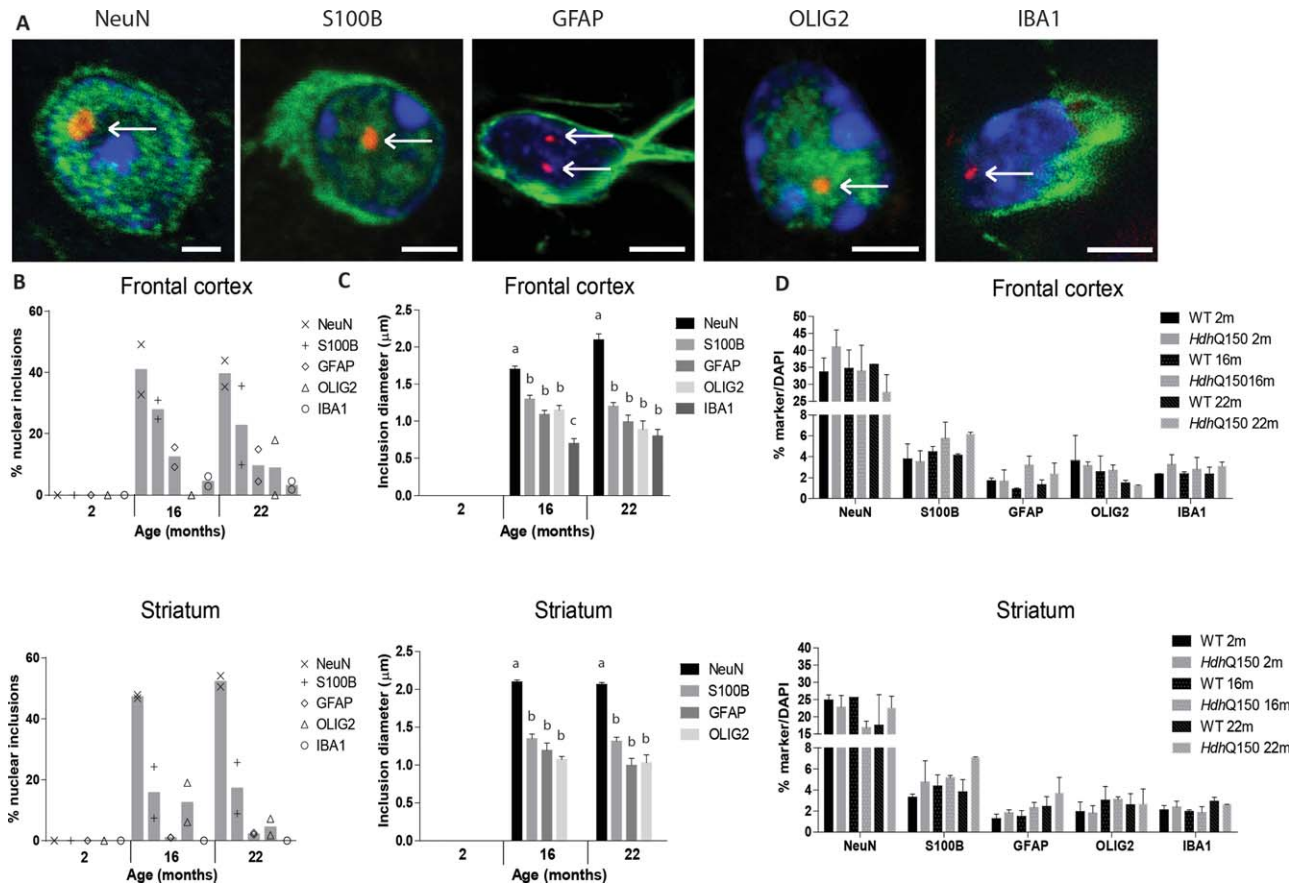 A
NeuN S100B GFAP OLIG2 IBA1
B
Frontal cortex
% nuclear inclusions
60
40
20
0
2 16 22
Age (months)
NeuN
S100B
GFAP
OLIG2
IBA1
C
Frontal cortex
Inclusion diameter (µm)
2.5
2.0
1.5
1.0
0.5
0.0
a b b b c
a b b b b
2 16 22
Age (months)
NeuN
S100B
GFAP
OLIG2
IBA1
D
Frontal cortex
% marker/DAPI
50
45
40
35
30
25
8
6
4
2
0
NeuN S100B GFAP OLIG2 IBA1
WT 2m
HdhQ150 2m
WT 16m
HdhQ15016m
WT 22m
HdhQ150 22m
Striatum
% nuclear inclusions
60
40
20
0
2 16 22
Age (months)
NeuN
S100B
GFAP
OLIG2
IBA1
Striatum
Inclusion diameter (µm)
2.5
2.0
1.5
1.0
0.5
0.0
a b b b
a b b b
2 16 22
Age (months)
NeuN
S100B
GFAP
OLIG2
Striatum
% marker/DAPI
40
35
30
25
20
15
8
6
4
2
0
NeuN S100B GFAP OLIG2 IBA1
WT 2m
HdhQ150 2m
WT 16m
HdhQ150 16m
WT 22m
HdhQ150 22m